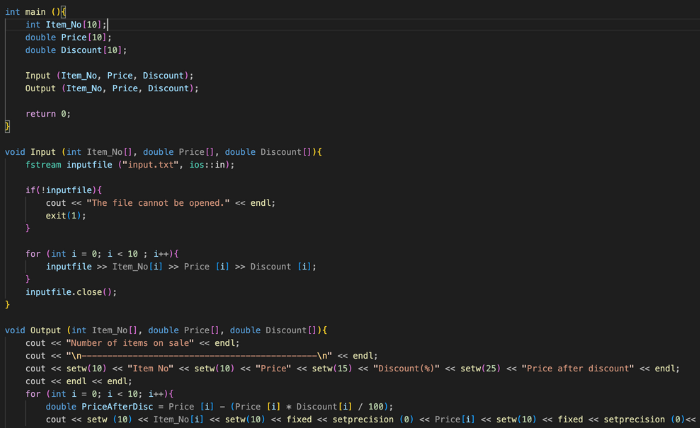 int main (){
int Item_No[10];
double Price[10];
double Discount[10];
Input (Item_No, Price, Discount);
Output (Item_No, Price, Discount);
return 0;
}
void Input (int Item_No[], double Price[], double Discount[]){
fstream inputfile ("input.txt", ios::in);
if(!inputfile){
cout << "The file cannot be opened." << endl;
exit(1);
}
for (int i = 0; i < 10 ; i++){
inputfile >> Item_No[i] >> Price [i] >> Discount [i];
}
inputfile.close();
}
void Output (int Item_No[], double Price[], double Discount[]){
cout << "Number of items on sale" << endl;
cout << "\n-----------------------------------------------\n" << endl;
cout << setw(10) << "Item No" << setw(10) << "Price" << setw(15) << "Discount(%)" << setw(25) << "Price after discount" << endl;
cout << endl << endl;
for (int i = 0; i < 10; i++){
double PriceAfterDisc = Price [i] - (Price [i] * Discount[i] / 100);
cout << setw (10) << Item_No[i] << setw(10) << fixed << setprecision (0) << Price[i] << setw(10) << fixed << setprecision (0)<<